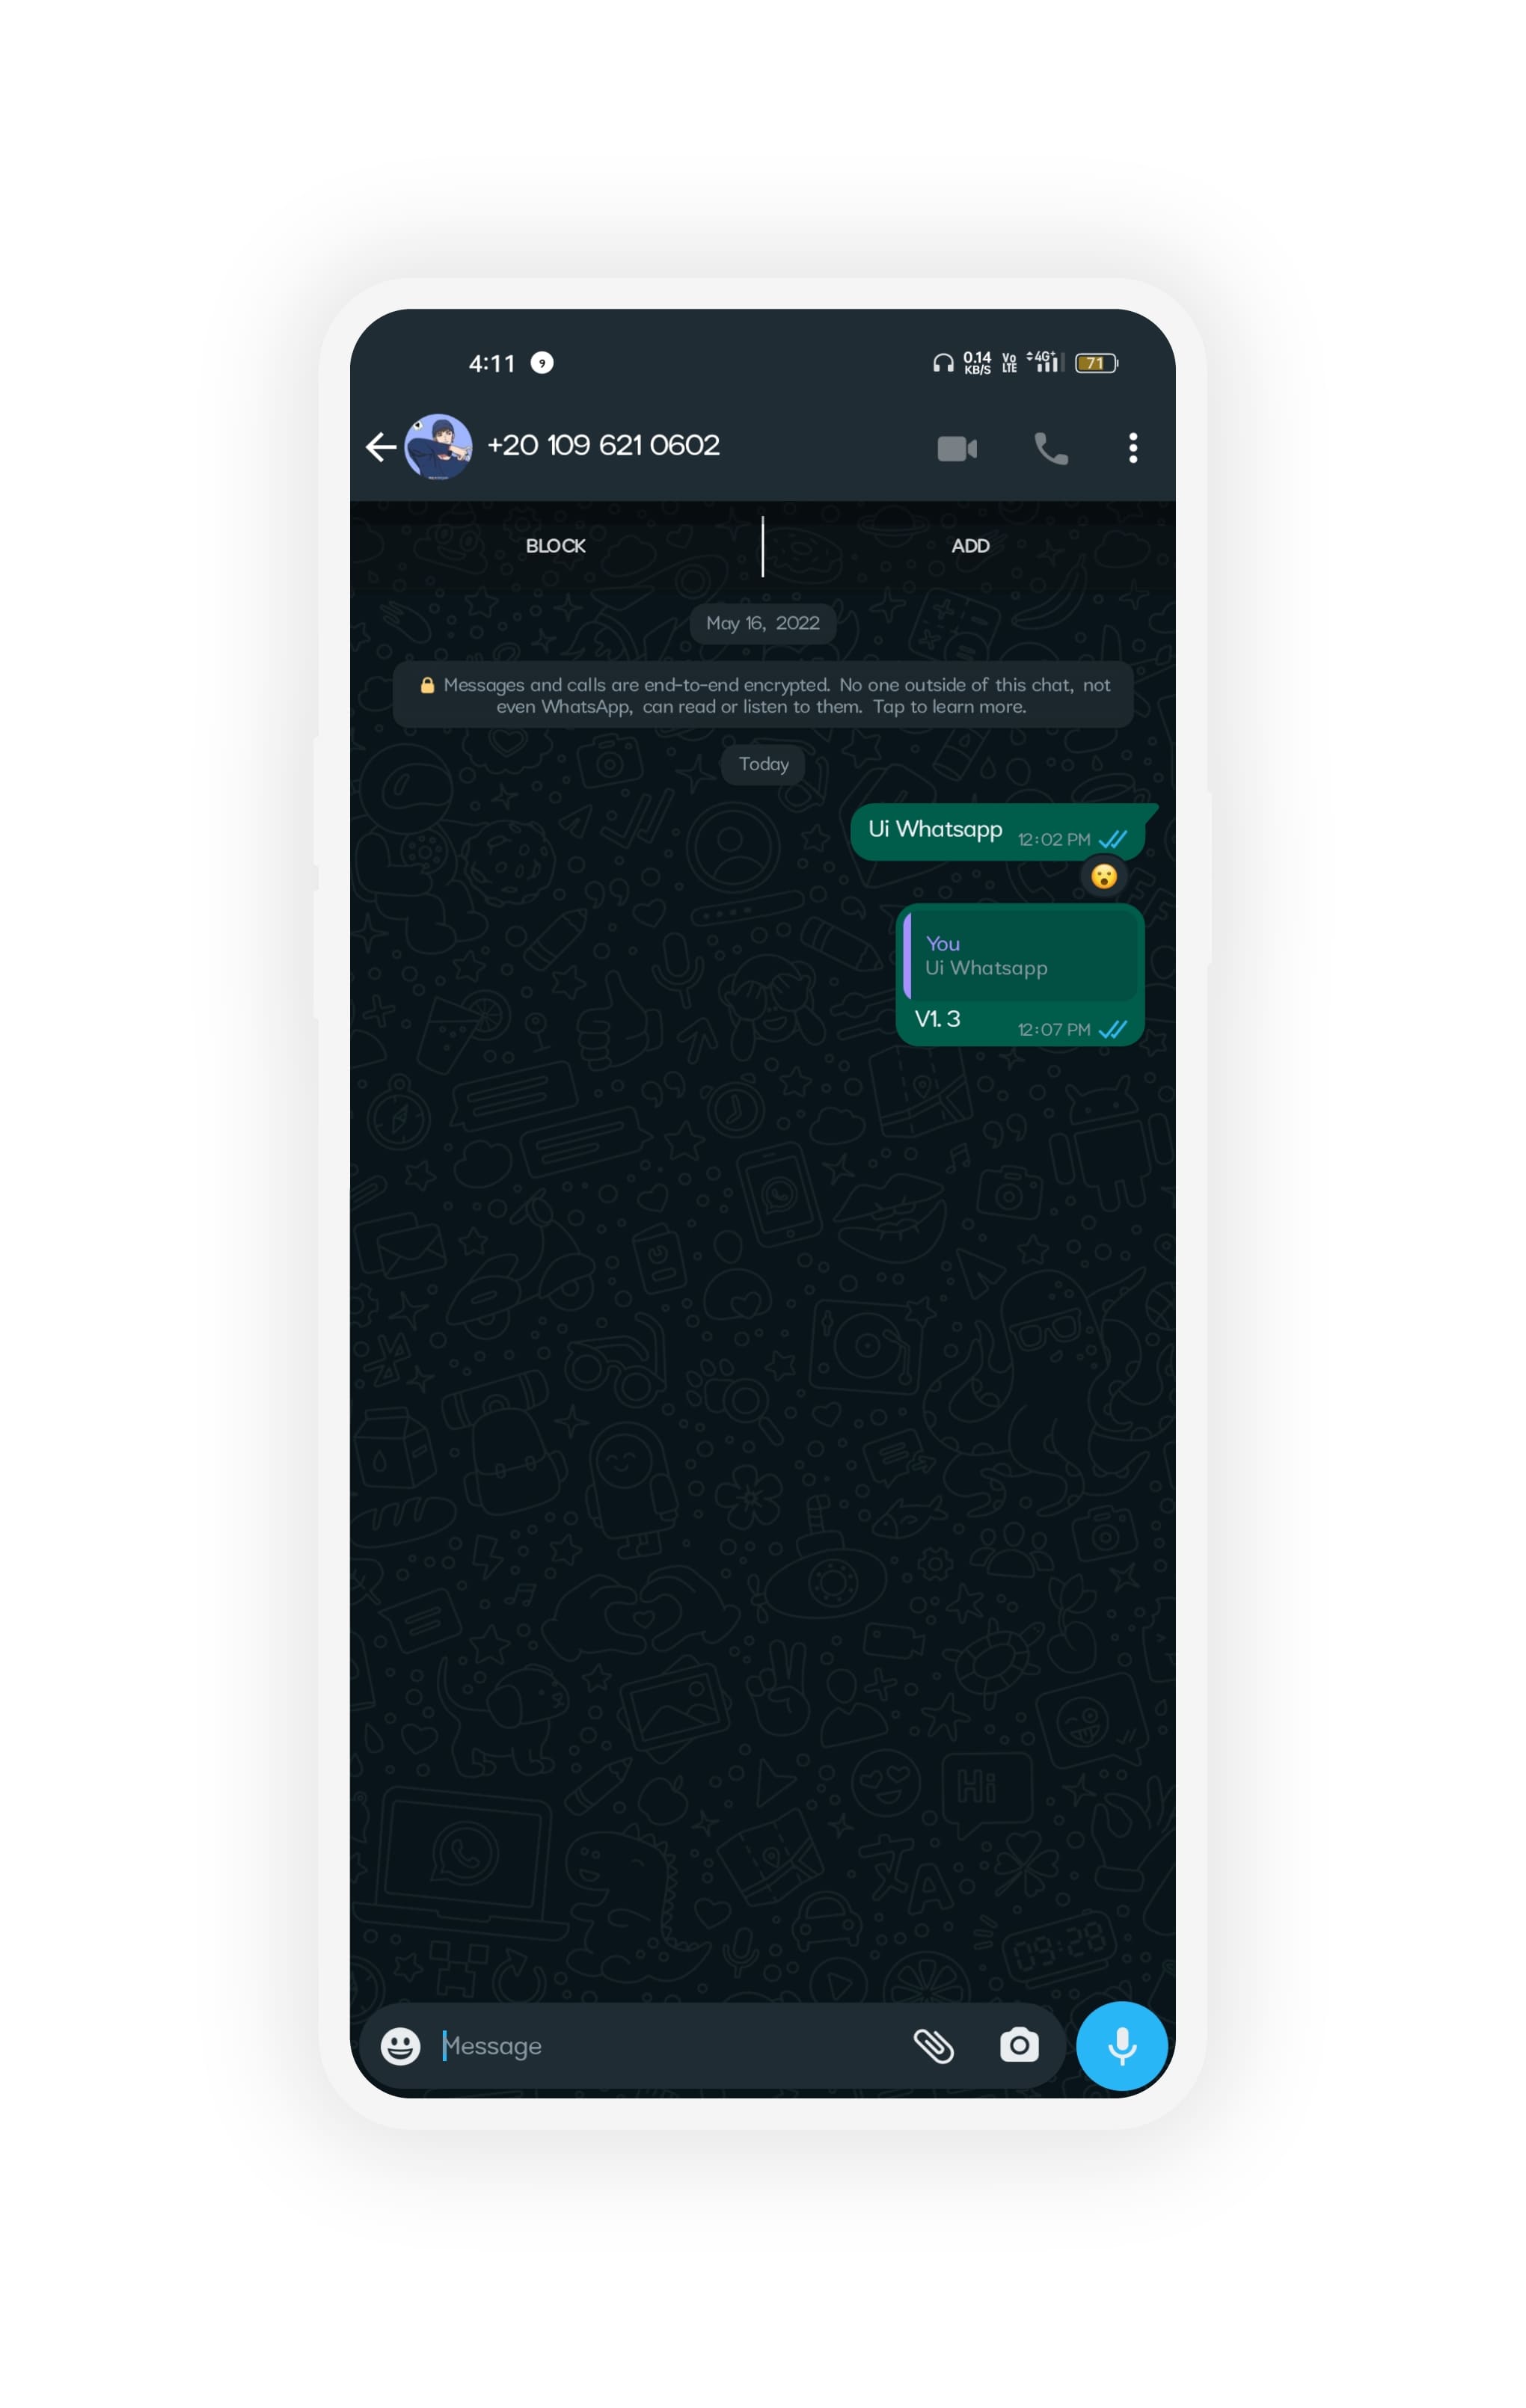 4:11 9 0.14 KB/S Vo LTE 4G+ 71
+20 109 621 0602
BLOCK ADD
May 16, 2022
Messages and calls are end-to-end encrypted. No one outside of this chat, not
even WhatsApp, can read or listen to them. Tap to learn more.
Today
Ui Whatsapp 12:02 PM
You
Ui Whatsapp
V1. 3 12:07 PM
Hi
09:28
Message